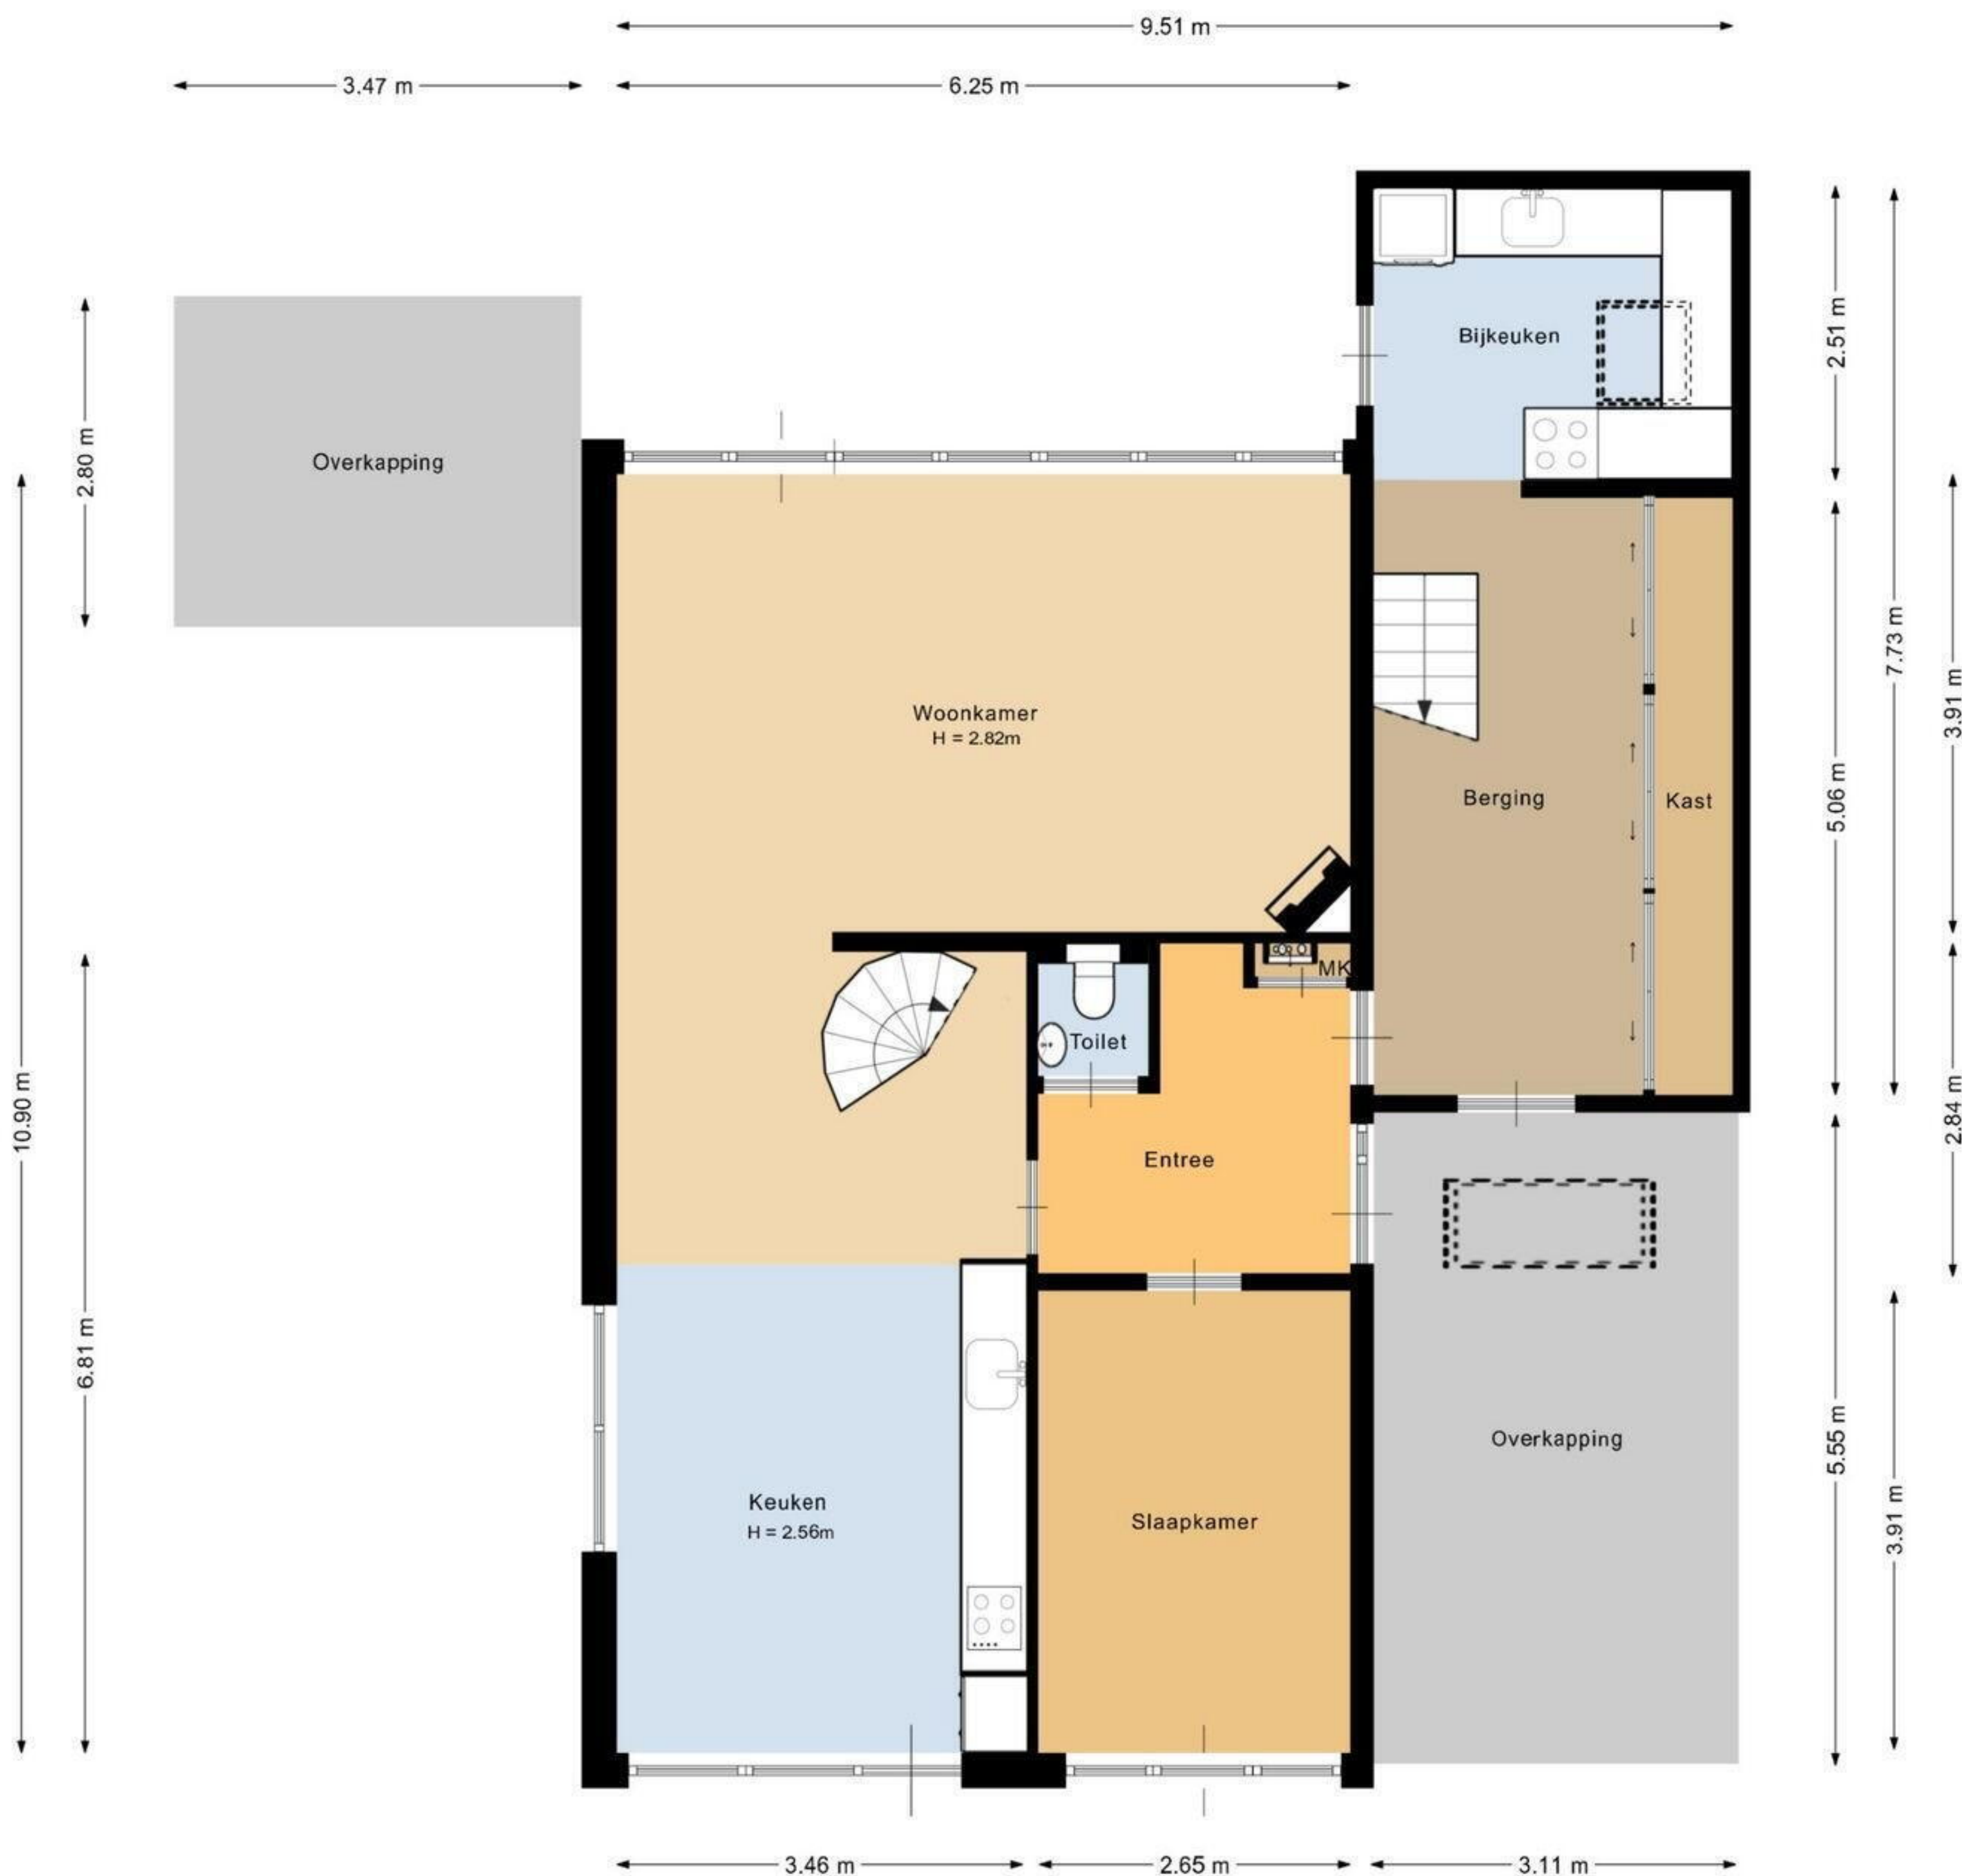 9.51 m
3.47 m
6.25 m
2.51 m
Bijkeuken
2.80 m
Overkapping
7.73 m
3.91 m
Woonkamer
H = 2.82m
5.06 m
Berging
Kast
MK
Toilet
10.90 m
2.84 m
Entree
6.81 m
Overkapping
5.55 m
Keuken
H = 2.56m
Slaapkamer
3.91 m
3.46 m
2.65 m
3.11 m